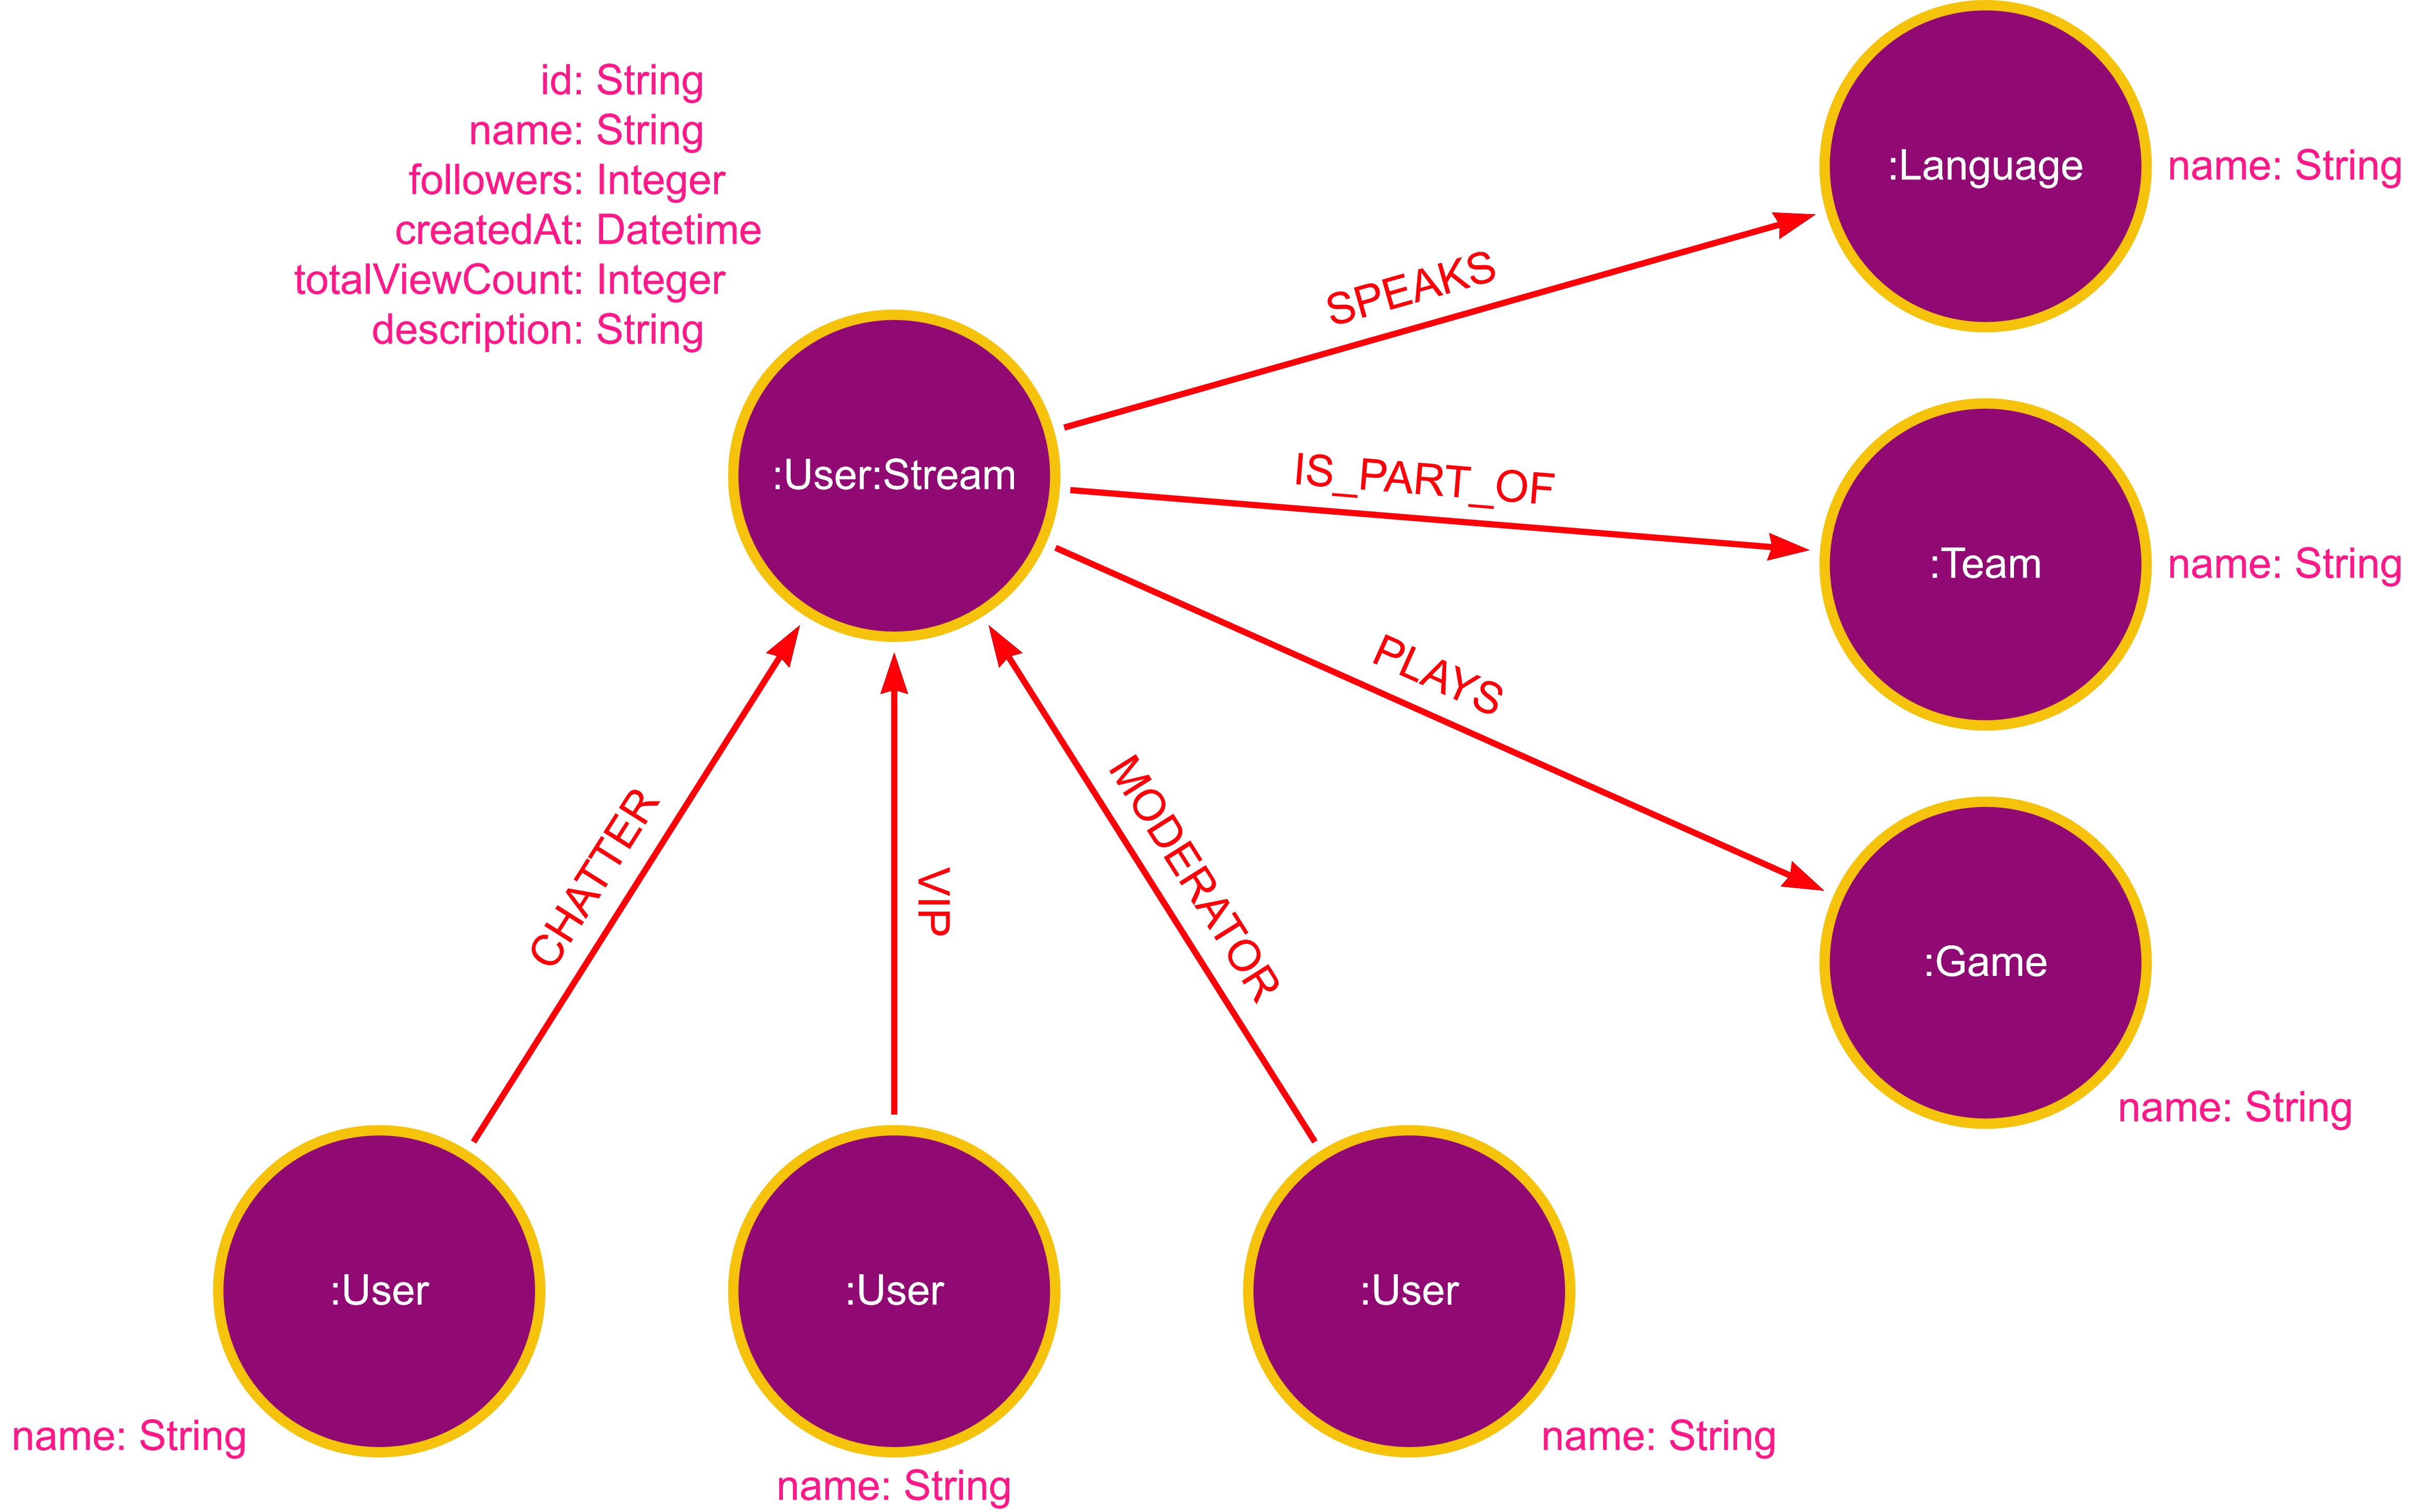 id: String
name: String
followers: Integer
createdAt: Datetime
totalViewCount: Integer
description: String
:User:Stream
SPEAKS
:Language
name: String
IS_PART_OF
:Team
name: String
PLAYS
:Game
name: String
CHATTER
VIP
MODERATOR
:User
name: String
:User
name: String
:User
name: String